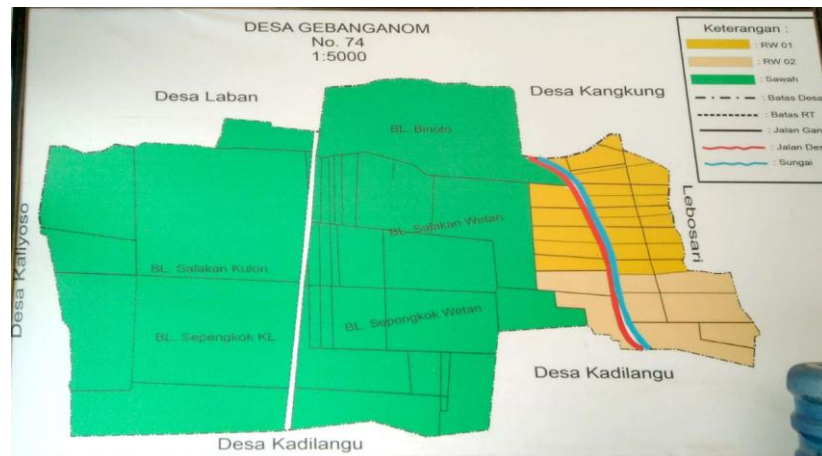 DESA GEBANGANOM
No. 74
1:5000
Desa Laban
Desa Kangkung
Keterangan :
: RW 01
: RW 02
: Sawah
: Batas Desa
: Batas RT
: Jalan Gan
: Jalan Des
: Sungai
BL. Binoto
BL. Salakan Wetan
Lebosari
Desa Kaliyoso
BL. Salakan Kulon
BL. Sepengkok KL
BL. Sepengkok Wetan
Desa Kadilangu
Desa Kadilangu